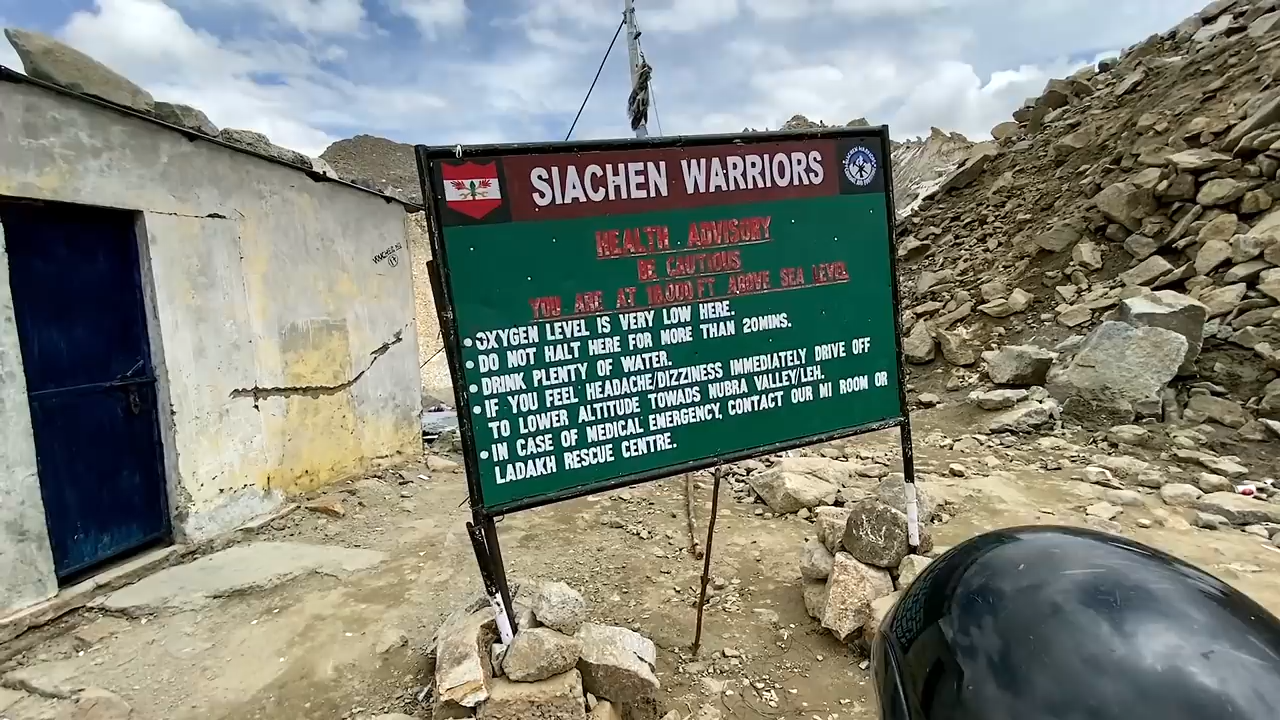 SIACHEN WARRIORS
HEALTH ADVISORY
BE CAUTIOUS
YOU ARE AT 18,000 FT ABOVE SEA LEVEL
• OXYGEN LEVEL IS VERY LOW HERE.
• DO NOT HALT HERE FOR MORE THAN 20MINS.
• DRINK PLENTY OF WATER.
• IF YOU FEEL HEADACHE/DIZZINESS IMMEDIATELY DRIVE OFF
TO LOWER ALTITUDE TOWADS NUBRA VALLEY/LEH.
• IN CASE OF MEDICAL EMERGENCY, CONTACT OUR MI ROOM OR
LADAKH RESCUE CENTRE.